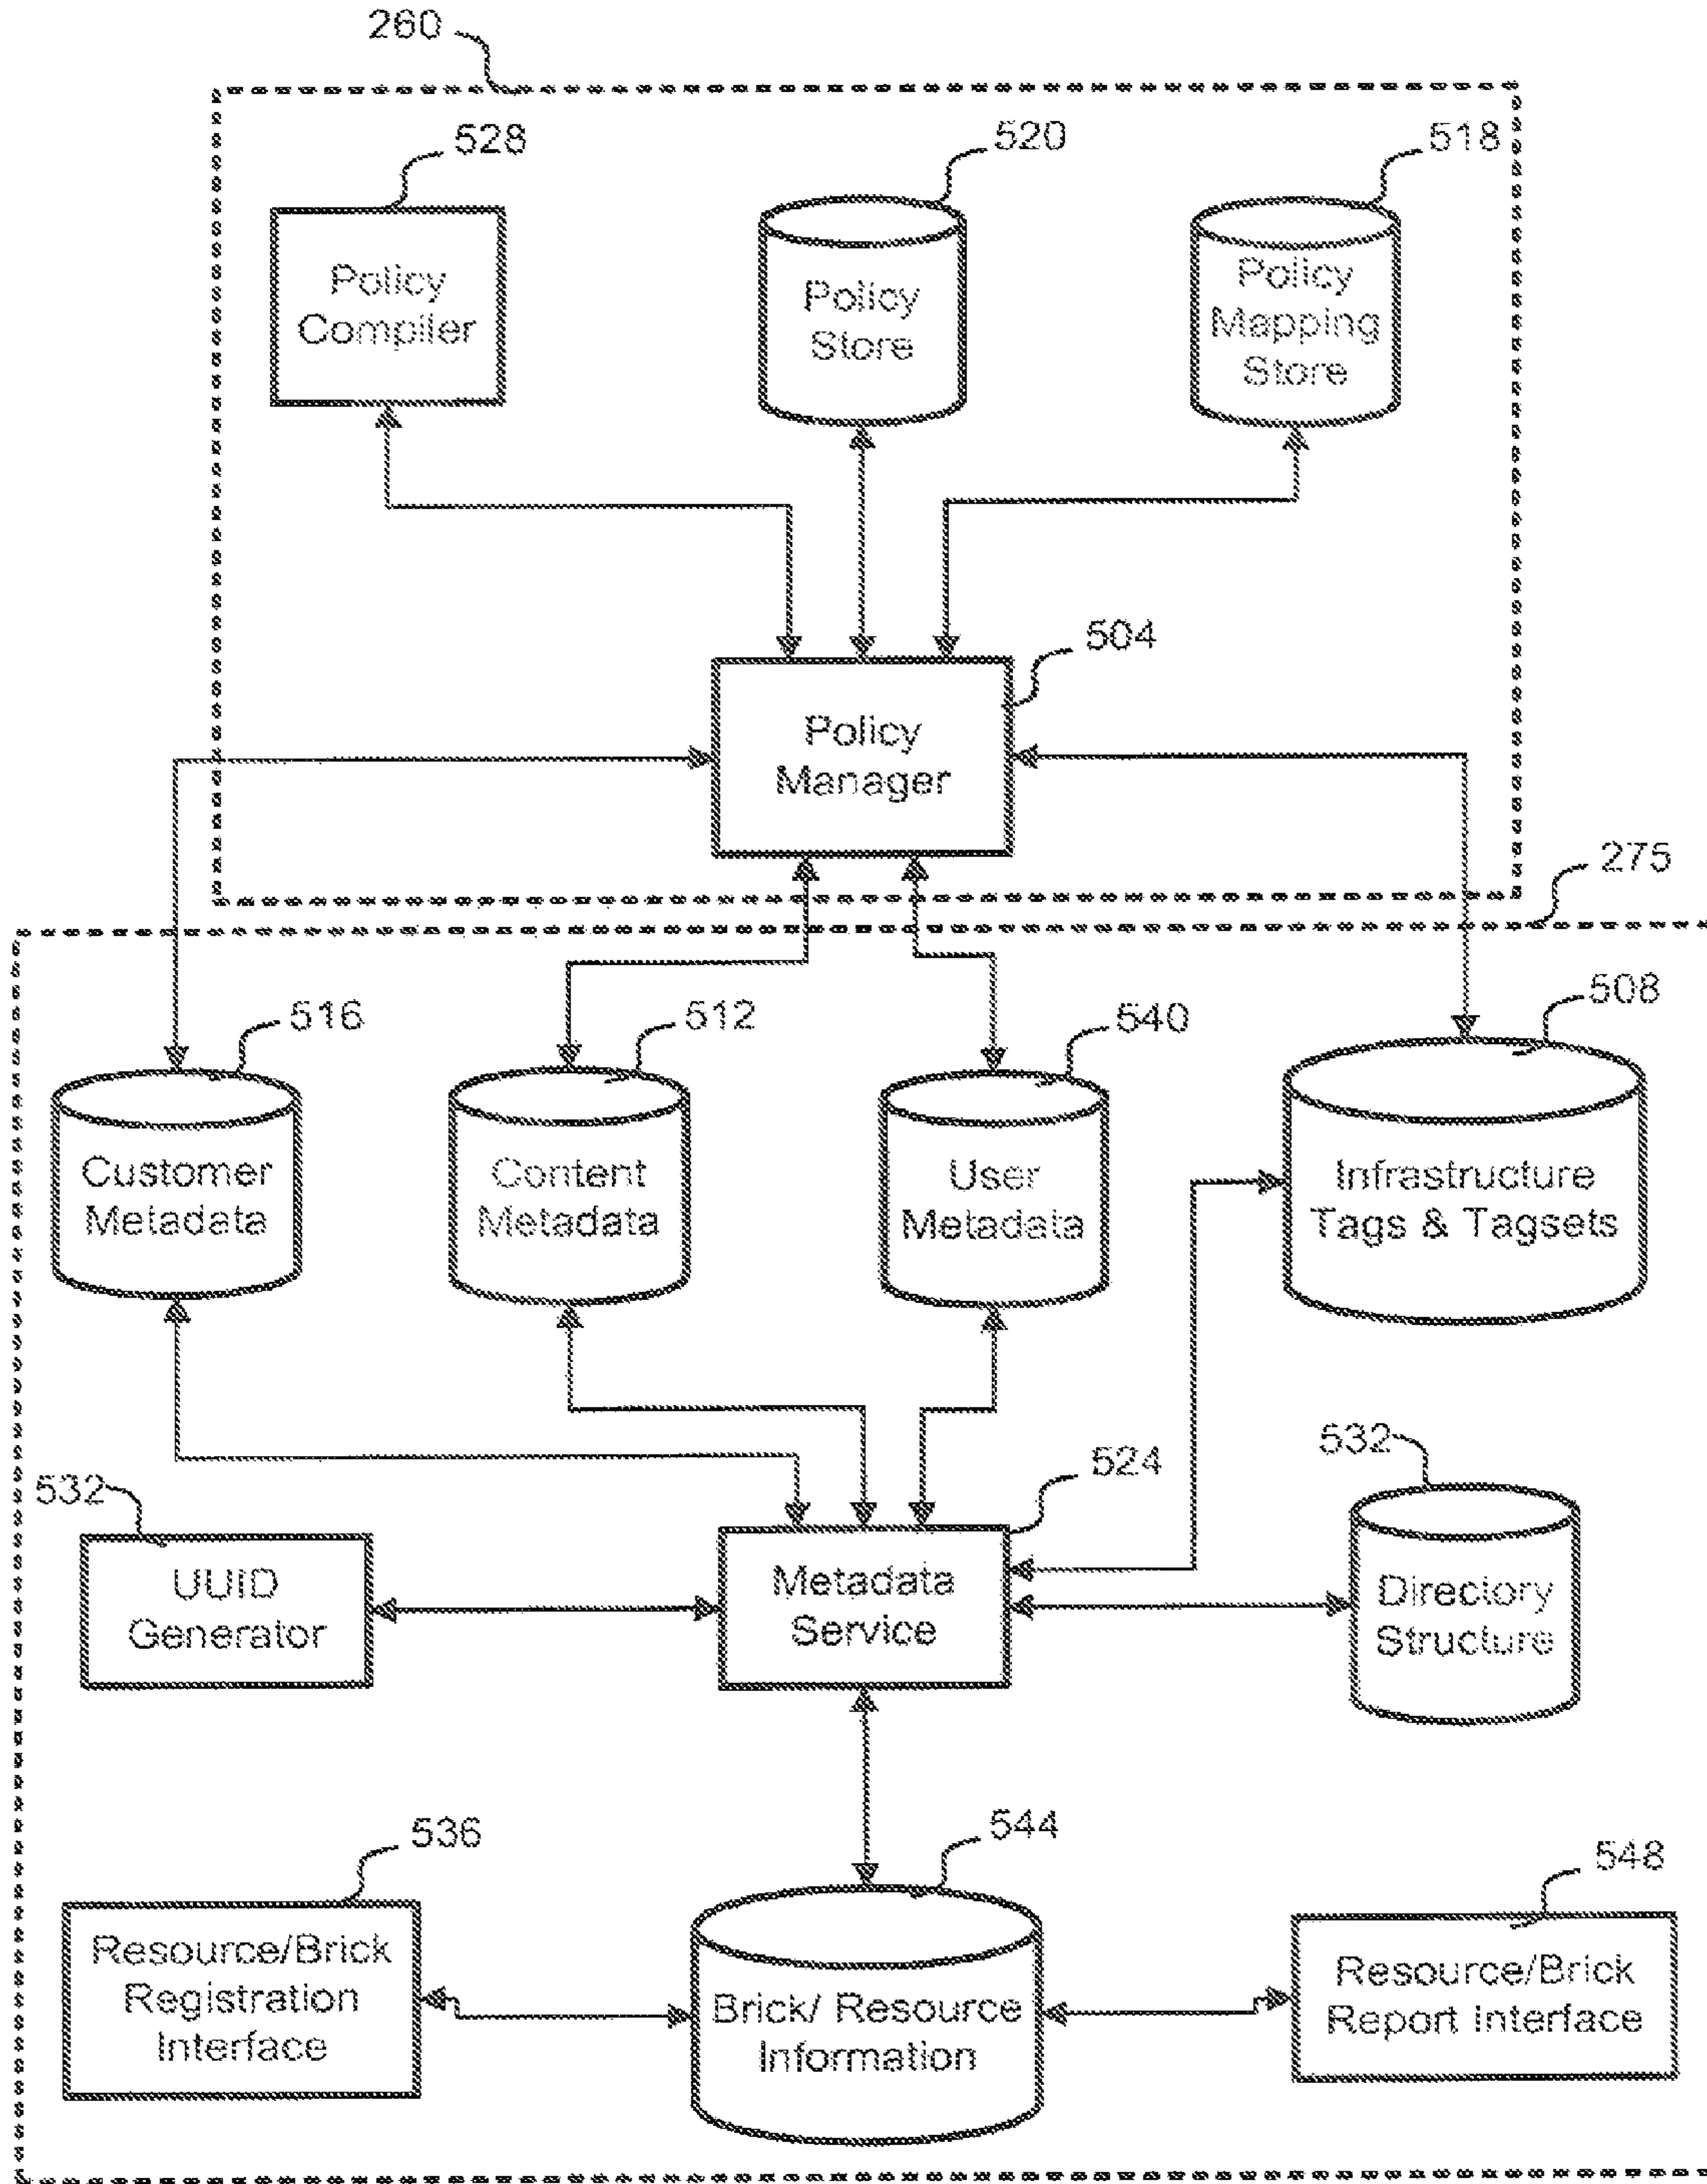 260
528
520
518
Policy
Compiler
Policy
Store
Policy
Mapping
Store
504
Policy
Manager
275
516
512
540
508
Customer
Metadata
Content
Metadata
User
Metadata
Infrastructure
Tags & Tagsets
532
524
532
UUID
Generator
Metadata
Service
Directory
Structure
536
544
548
Resource/Brick
Registration
Interface
Brick/ Resource
Information
Resource/Brick
Report Interface